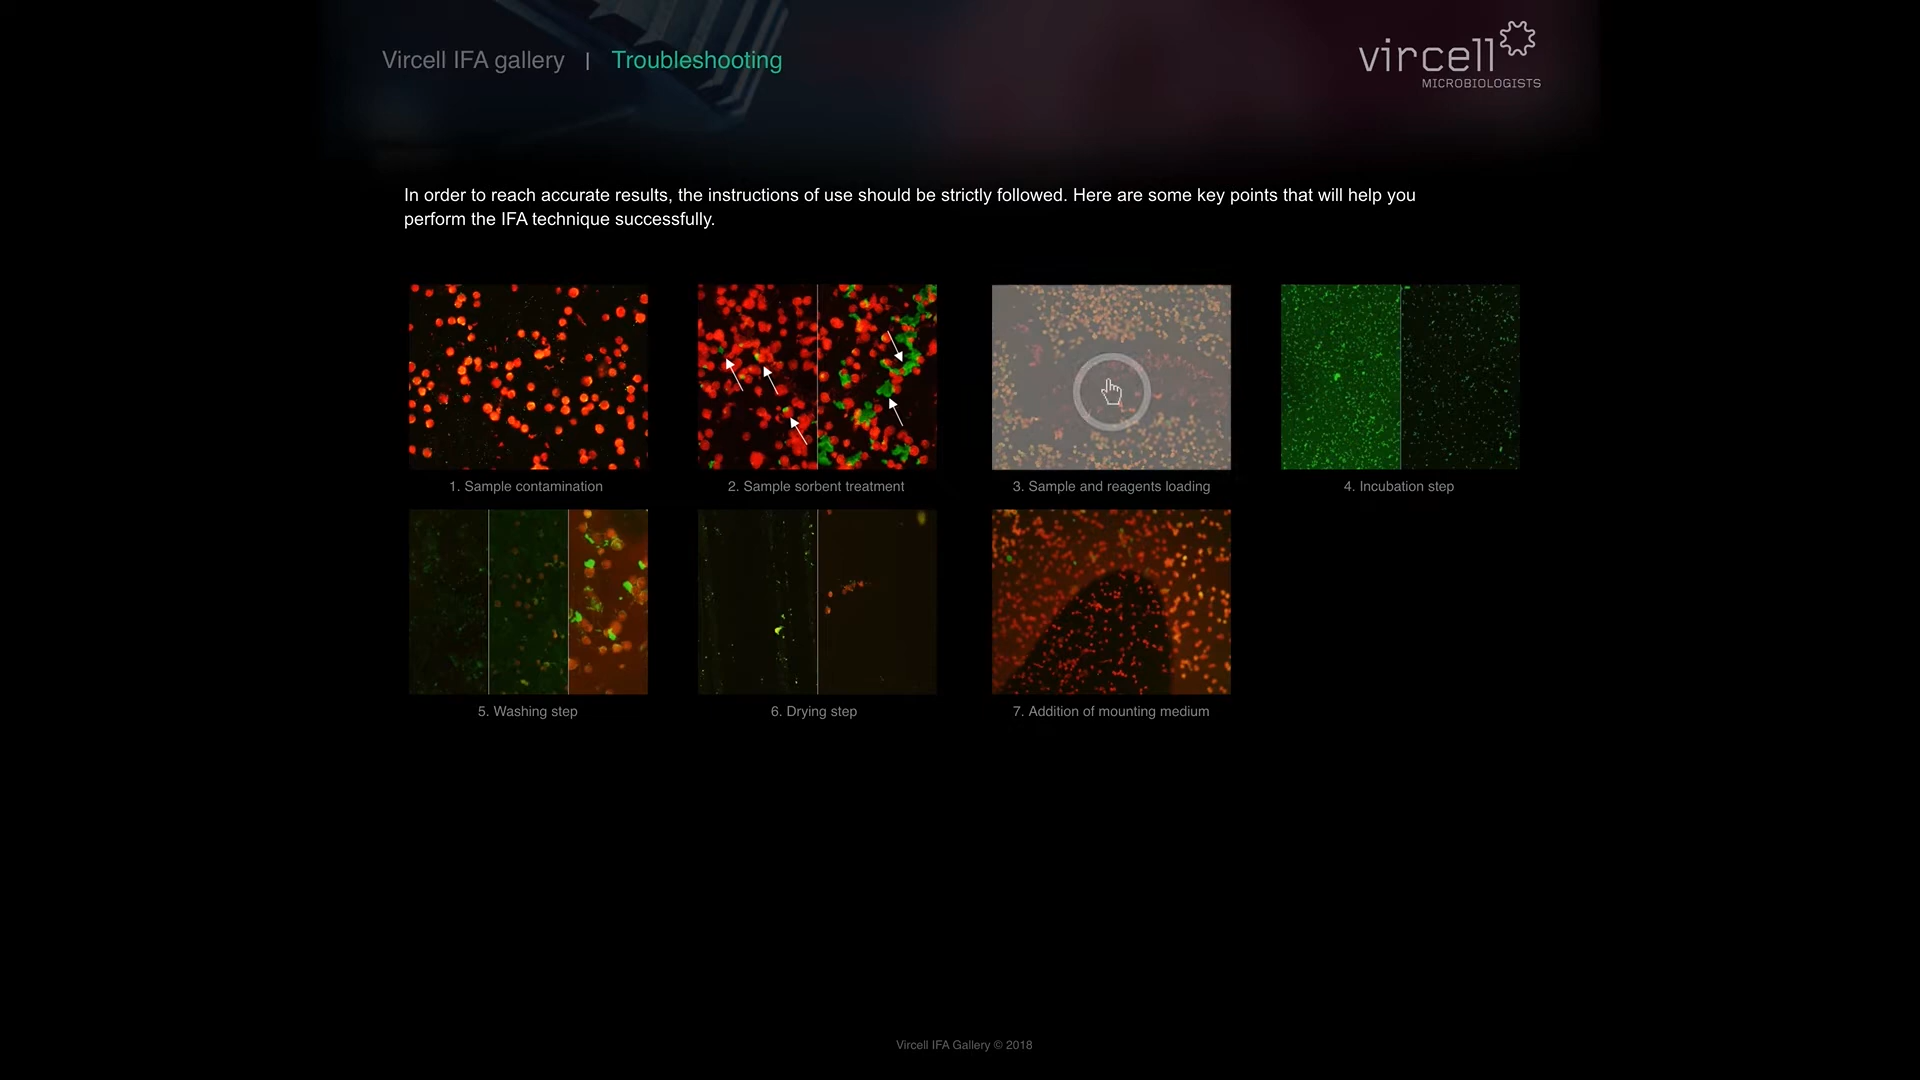 Vircell IFA gallery | Troubleshooting
vircell
MICROBIOLOGISTS
In order to reach accurate results, the instructions of use should be strictly followed. Here are some key points that will help you
perform the IFA technique successfully.
1. Sample contamination
2. Sample sorbent treatment
3. Sample and reagents loading
4. Incubation step
5. Washing step
6. Drying step
7. Addition of mounting medium
Vircell IFA Gallery © 2018